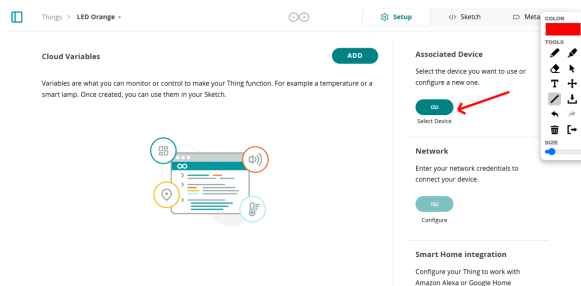 Things > LED Orange
Setup
</> Sketch
Meta
COLOR
TOOLS
T
SIZE
Cloud Variables
ADD
Variables are what you can monitor or control to make your Thing function. For example a temperature or a
smart lamp. Once created, you can use them in your Sketch.
Associated Device
Select the device you want to use or
configure a new one.
Select Device
Network
Enter your network credentials to
connect your device.
Configure
Smart Home integration
Configure your Thing to work with
Amazon Alexa or Google Home